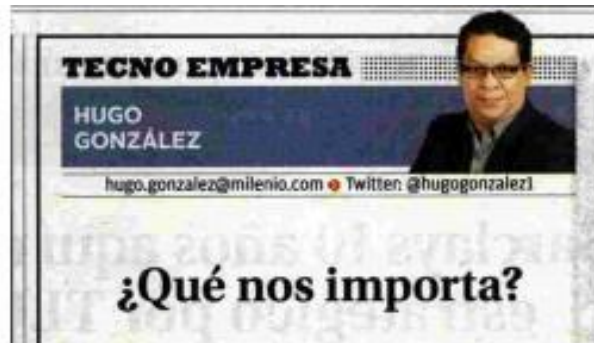 TECNO EMPRESA
HUGO
GONZÁLEZ
hugo.gonzalez@milenio.com Twitter: @hugogonzalez1
¿Qué nos importa?